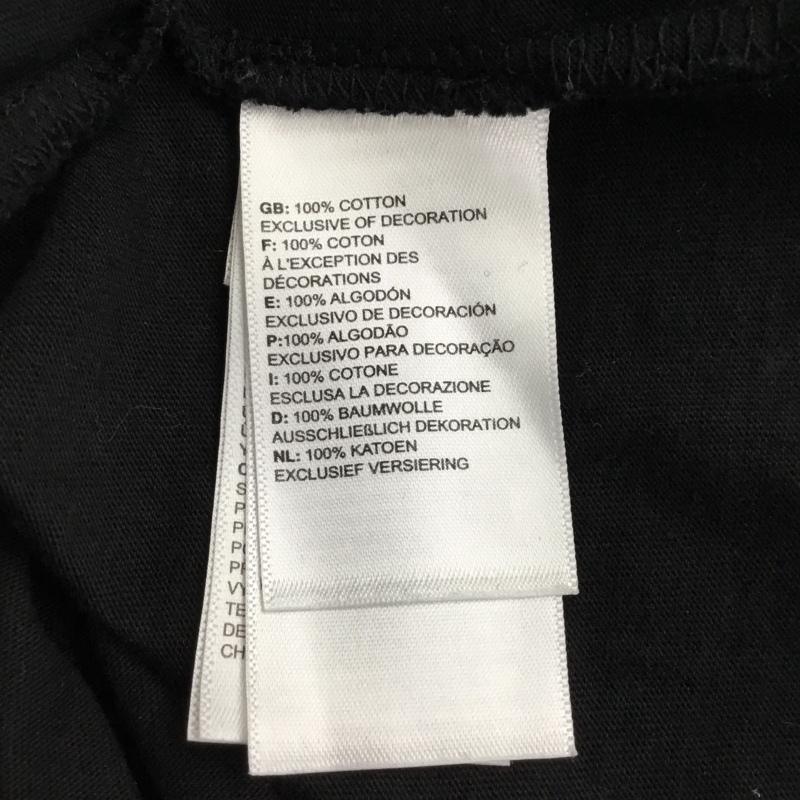 GB: 100% COTTON
EXCLUSIVE OF DECORATION
F: 100% COTON
À L'EXCEPTION DES
DÉCORATIONS
E: 100% ALGODÓN
EXCLUSIVO DE DECORACIÓN
P:100% ALGODÃO
EXCLUSIVO PARA DECORAÇÃO
I: 100% COTONE
ESCLUSA LA DECORAZIONE
D: 100% BAUMWOLLE
AUSSCHLIEßLICH DEKORATION
NL: 100% KATOEN
EXCLUSIEF VERSIERING